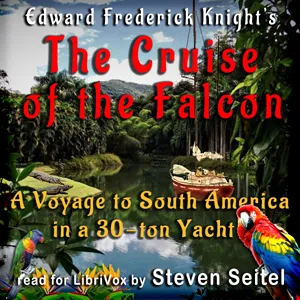 Edward Frederick Knight's
The Cruise
of the Falcon
A Voyage to South America
in a 30-ton Yacht
read for LibriVox by Steven Seitel